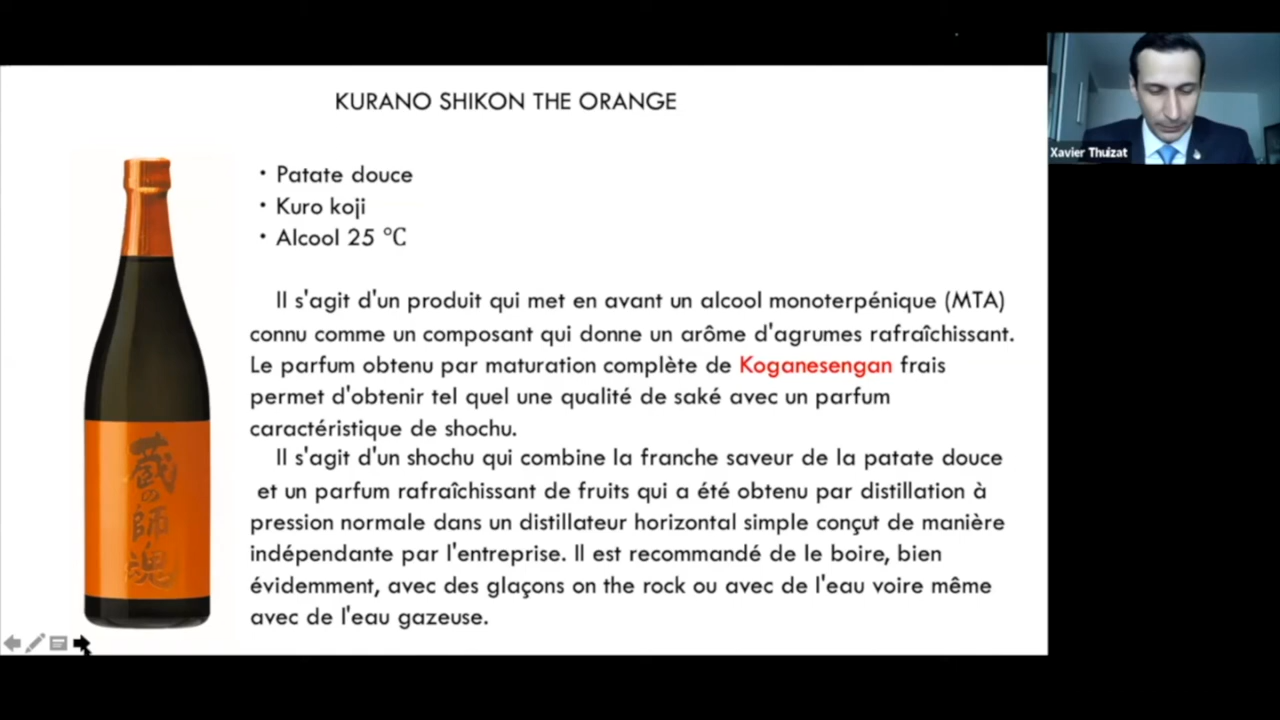 KURANO SHIKON THE ORANGE
Xavier Thuizat
• Patate douce
• Kuro koji
• Alcool 25 ℃
Il s'agit d'un produit qui met en avant un alcool monoterpénique (MTA)
connu comme un composant qui donne un arôme d'agrumes rafraîchissant.
Le parfum obtenu par maturation complète de Koganesengan frais
permet d'obtenir tel quel une qualité de saké avec un parfum
caractéristique de shochu.
Il s'agit d'un shochu qui combine la franche saveur de la patate douce
et un parfum rafraîchissant de fruits qui a été obtenu par distillation à
pression normale dans un distillateur horizontal simple conçut de manière
indépendante par l'entreprise. Il est recommandé de le boire, bien
évidemment, avec des glaçons on the rock ou avec de l'eau voire même
avec de l'eau gazeuse.
蔵の師魂